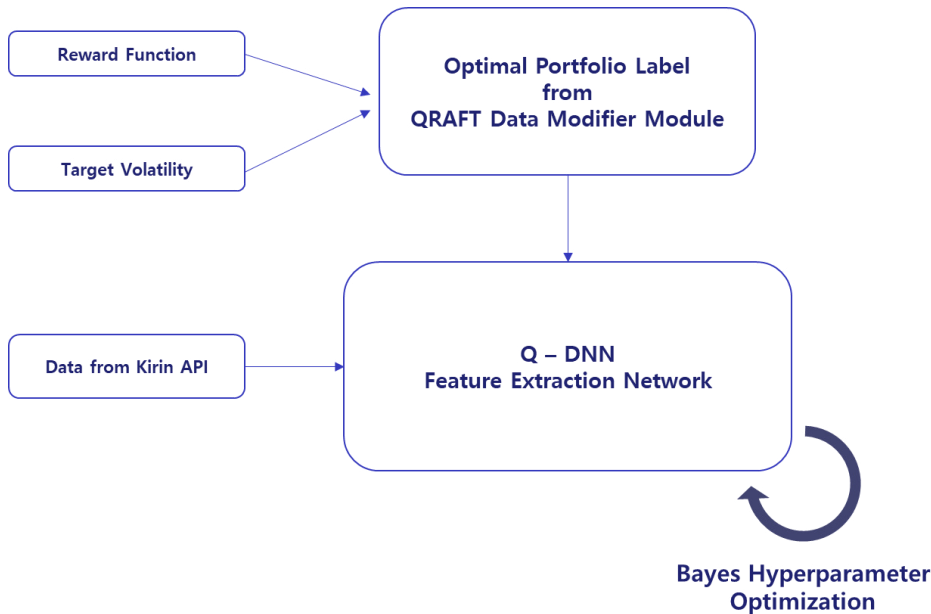 Reward Function
Optimal Portfolio Label
from
QRAFT Data Modifier Module
Target Volatility
Data from Kirin API
Q – DNN
Feature Extraction Network
Bayes Hyperparameter
Optimization